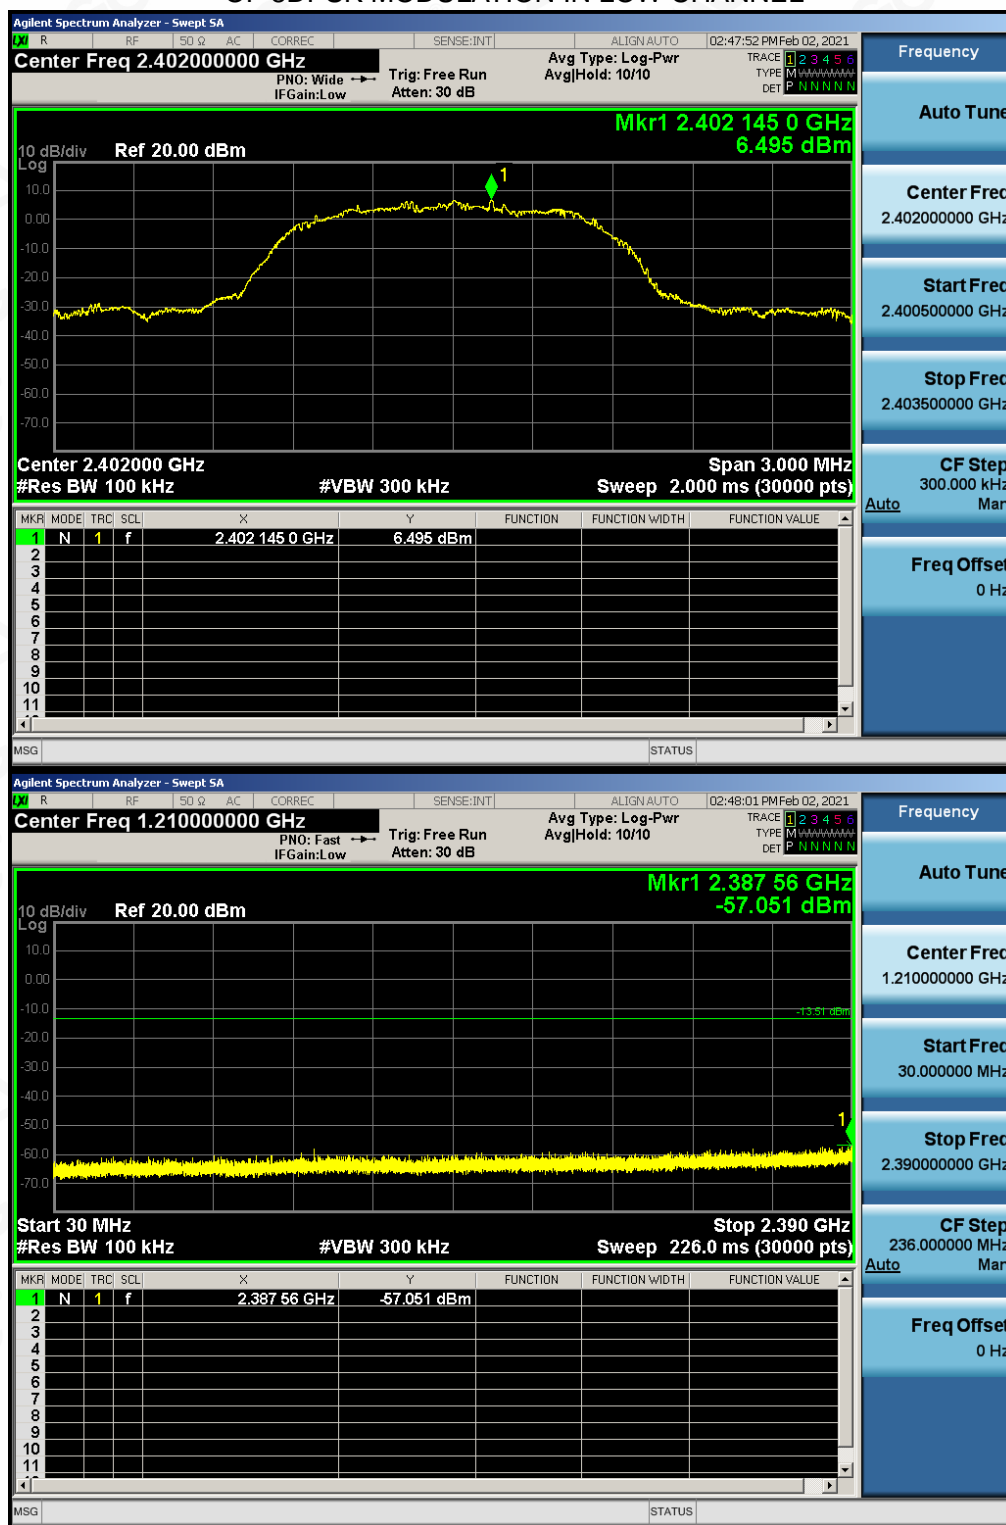 OF 8DPSK MODULATION IN LOW CHANNEL
Agilent Spectrum Analyzer - Swept SA
LXI R RF 50 Ω AC CORREC SENSE:INT ALIGN AUTO 02:47:52 PM Feb 02, 2021
Center Freq 2.402000000 GHz
PNO: Wide
IFGain:Low
Trig: Free Run
Atten: 30 dB
Avg Type: Log-Pwr
Avg|Hold: 10/10
TRACE 1 2 3 4 5 6
TYPE M
DET P N N N N N
Mkr1 2.402 145 0 GHz
6.495 dBm
10 dB/div Ref 20.00 dBm
Log
1
10.0
0.00
-10.0
-20.0
-30.0
-40.0
-50.0
-60.0
-70.0
Center 2.402000 GHz Span 3.000 MHz
#Res BW 100 kHz #VBW 300 kHz Sweep 2.000 ms (30000 pts)
MKR MODE TRC SCL X Y FUNCTION FUNCTION WIDTH FUNCTION VALUE
1 N 1 f 2.402 145 0 GHz 6.495 dBm
2
3
4
5
6
7
8
9
10
11
MSG STATUS
Frequency
Auto Tune
Center Freq
2.402000000 GHz
Start Freq
2.400500000 GHz
Stop Freq
2.403500000 GHz
CF Step
300.000 kHz
Auto Man
Freq Offset
0 Hz
Agilent Spectrum Analyzer - Swept SA
LXI R RF 50 Ω AC CORREC SENSE:INT ALIGN AUTO 02:48:01 PM Feb 02, 2021
Center Freq 1.210000000 GHz
PNO: Fast
IFGain:Low
Trig: Free Run
Atten: 30 dB
Avg Type: Log-Pwr
Avg|Hold: 10/10
TRACE 1 2 3 4 5 6
TYPE M
DET P N N N N N
Mkr1 2.387 56 GHz
-57.051 dBm
10 dB/div Ref 20.00 dBm
Log
10.0
0.00
-10.0
-13.51 dBm
-20.0
-30.0
-40.0
-50.0
1
-60.0
-70.0
Start 30 MHz Stop 2.390 GHz
#Res BW 100 kHz #VBW 300 kHz Sweep 226.0 ms (30000 pts)
MKR MODE TRC SCL X Y FUNCTION FUNCTION WIDTH FUNCTION VALUE
1 N 1 f 2.387 56 GHz -57.051 dBm
2
3
4
5
6
7
8
9
10
11
MSG STATUS
Frequency
Auto Tune
Center Freq
1.210000000 GHz
Start Freq
30.000000 MHz
Stop Freq
2.390000000 GHz
CF Step
236.000000 MHz
Auto Man
Freq Offset
0 Hz